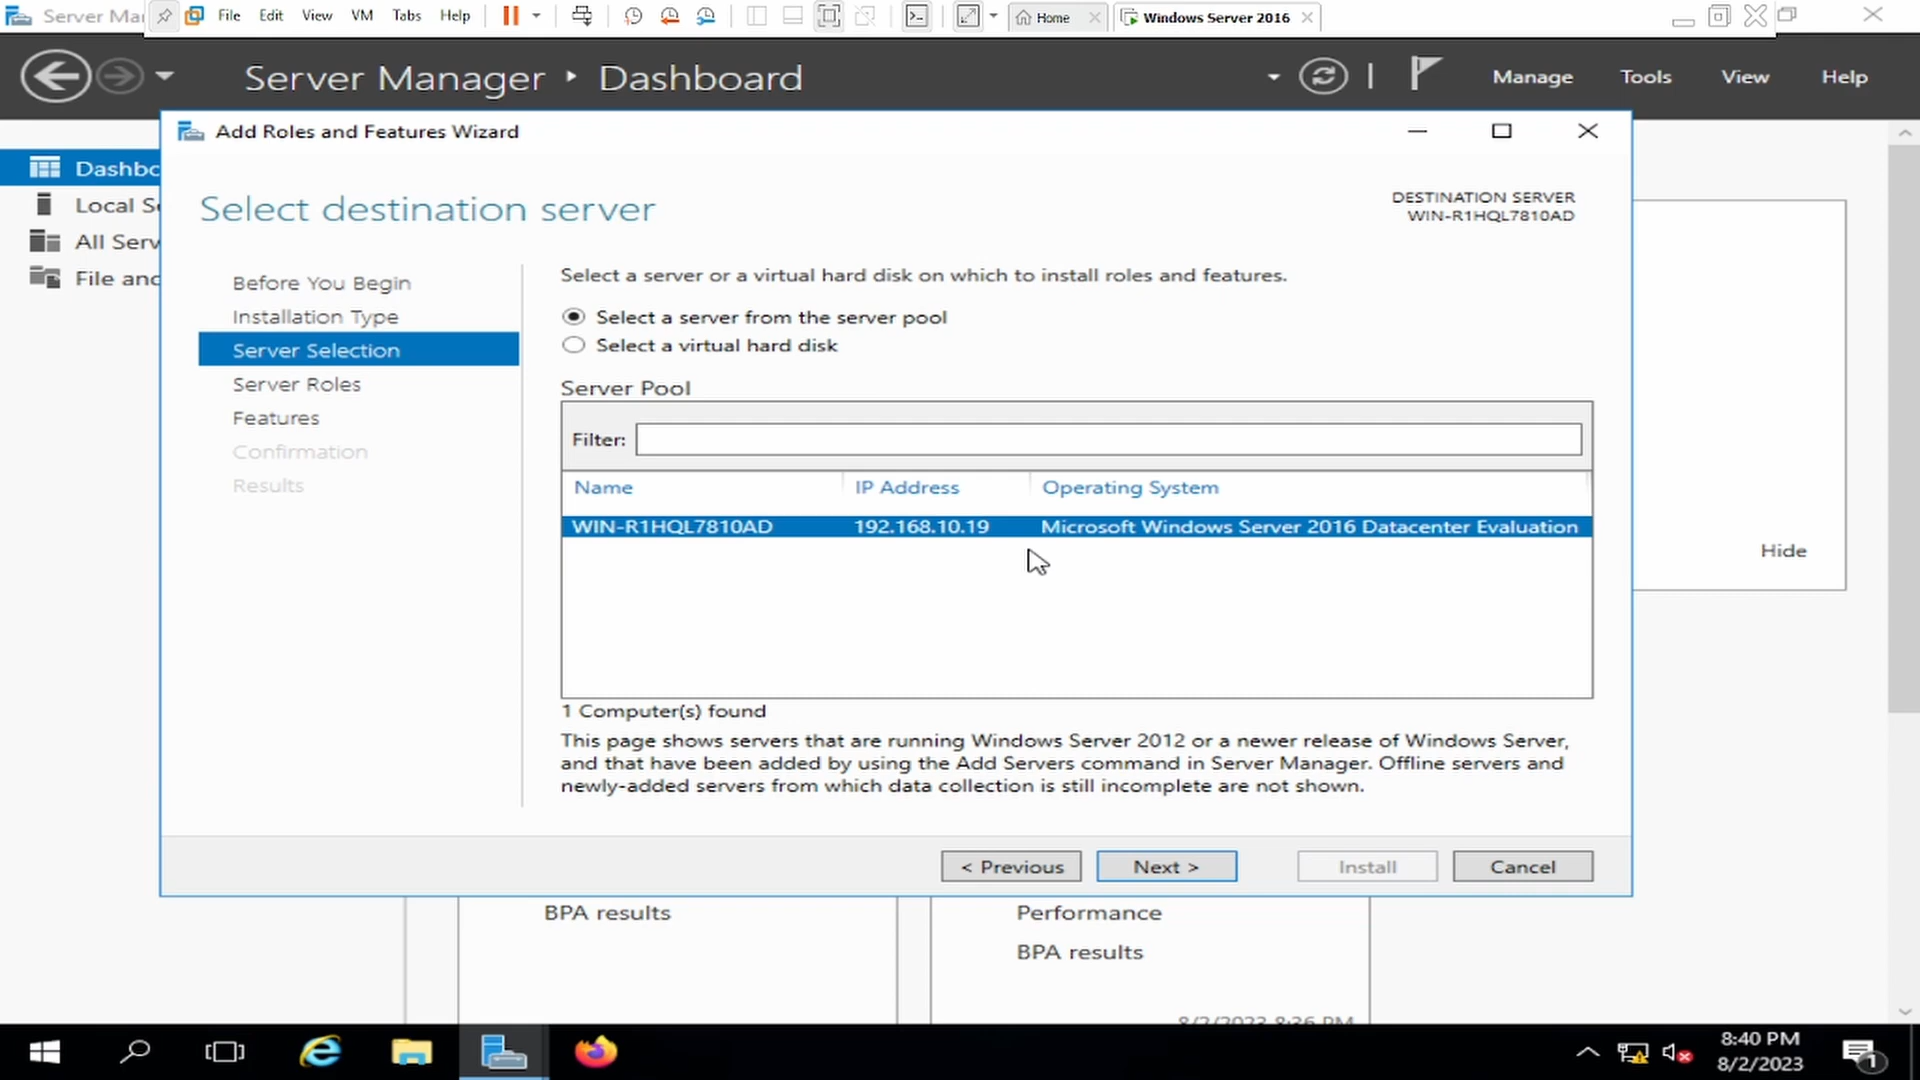 Server Ma
File Edit View VM Tabs Help
Home
Windows Server 2016
Server Manager
Dashboard
Manage Tools View Help
Add Roles and Features Wizard
Dashbo
Local Se
All Serv
File and
Select destination server
DESTINATION SERVER
WIN-R1HQL7810AD
Before You Begin
Installation Type
Server Selection
Server Roles
Features
Confirmation
Results
Select a server or a virtual hard disk on which to install roles and features.
Select a server from the server pool
Select a virtual hard disk
Server Pool
Filter:
Name IP Address Operating System
WIN-R1HQL7810AD 192.168.10.19 Microsoft Windows Server 2016 Datacenter Evaluation
1 Computer(s) found
This page shows servers that are running Windows Server 2012 or a newer release of Windows Server,
and that have been added by using the Add Servers command in Server Manager. Offline servers and
newly-added servers from which data collection is still incomplete are not shown.
Hide
< Previous Next > Install Cancel
BPA results
Performance
BPA results
8/2/2023 8:36 PM
8:40 PM
8/2/2023
1